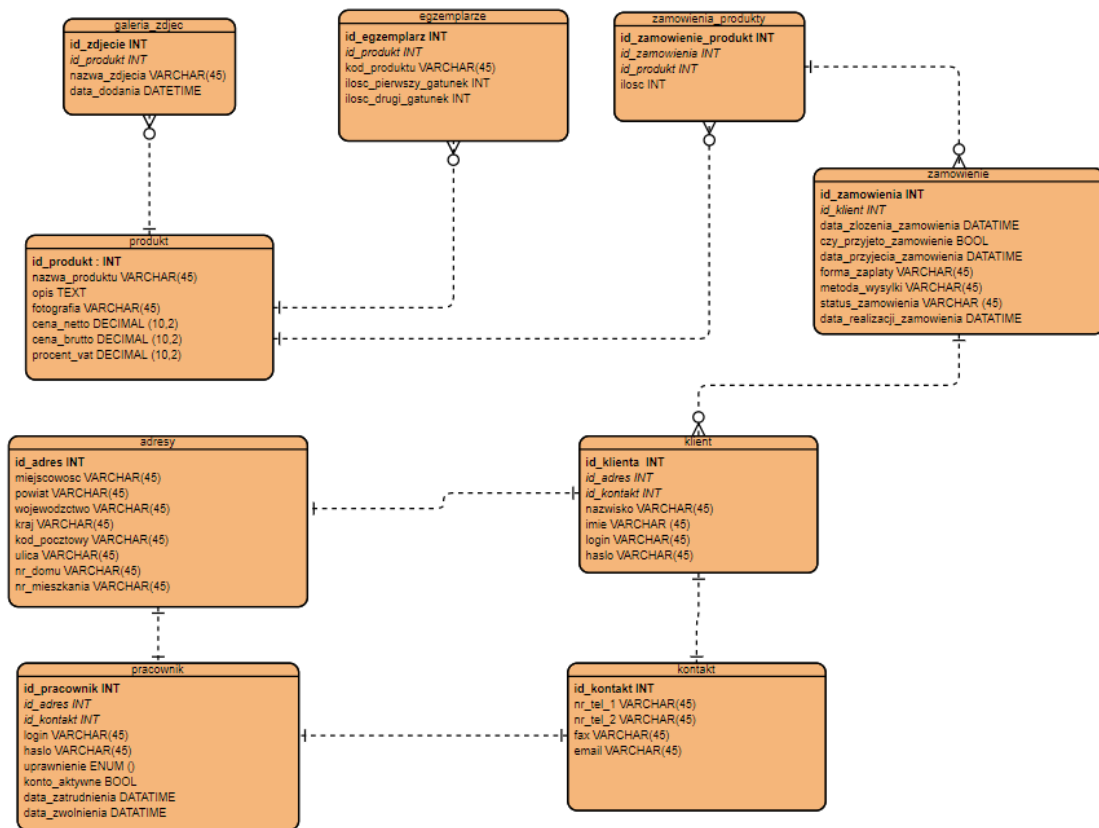 galeria_zdjec
id_zdjecie INT
id_produkt INT
nazwa_zdjecia VARCHAR(45)
data_dodania DATETIME
egzemplarze
id_egzemplarz INT
id_produkt INT
kod_produktu VARCHAR(45)
ilosc_pierwszy_gatunek INT
ilosc_drugi_gatunek INT
zamowienia_produkty
id_zamowienie_produkt INT
id_zamowienia INT
id_produkt INT
ilosc INT
zamowienie
id_zamowienia INT
id_klient INT
data_zlozenia_zamowienia DATATIME
czy_przyjeto_zamowienie BOOL
data_przyjecia_zamowienia DATATIME
forma_zaplaty VARCHAR(45)
metoda_wysylki VARCHAR(45)
status_zamowienia VARCHAR (45)
data_realizacji_zamowienia DATATIME
produkt
id_produkt : INT
nazwa_produktu VARCHAR(45)
opis TEXT
fotografia VARCHAR(45)
cena_netto DECIMAL (10,2)
cena_brutto DECIMAL (10,2)
procent_vat DECIMAL (10,2)
adresy
id_adres INT
miejscowosc VARCHAR(45)
powiat VARCHAR(45)
wojewodzctwo VARCHAR(45)
kraj VARCHAR(45)
kod_pocztowy VARCHAR(45)
ulica VARCHAR(45)
nr_domu VARCHAR(45)
nr_mieszkania VARCHAR(45)
klient
id_klienta INT
id_adres INT
id_kontakt INT
nazwisko VARCHAR(45)
imie VARCHAR (45)
login VARCHAR(45)
haslo VARCHAR(45)
pracownik
id_pracownik INT
id_adres INT
id_kontakt INT
login VARCHAR(45)
haslo VARCHAR(45)
uprawnienie ENUM ()
konto_aktywne BOOL
data_zatrudnienia DATATIME
data_zwolnienia DATATIME
kontakt
id_kontakt INT
nr_tel_1 VARCHAR(45)
nr_tel_2 VARCHAR(45)
fax VARCHAR(45)
email VARCHAR(45)